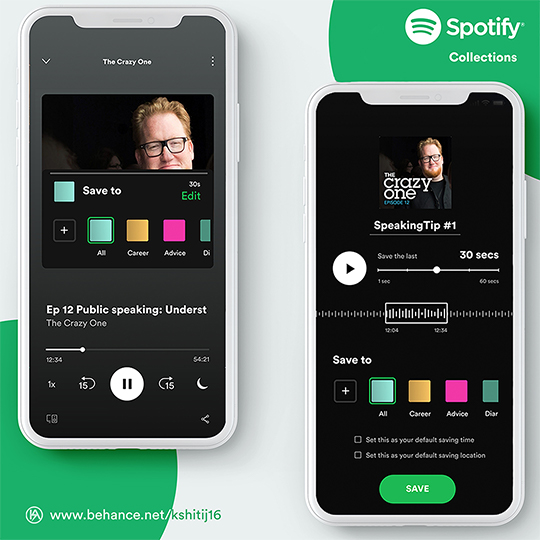 Spotify®
Collections
The Crazy One
Save to
30s
Edit
All
Career
Advice
Di
Ep 12 Public speaking: Underst
The Crazy One
12:34
54:21
1x
15
15
www.behance.net/kshitij16
THE
crazy
one
EPISODE 12
SpeakingTip #1
Save the last
30 secs
1 sec
60 secs
12:04
12:34
Save to
All
Career
Advice
Diar
Set this as your default saving time
Set this as your default saving location
SAVE